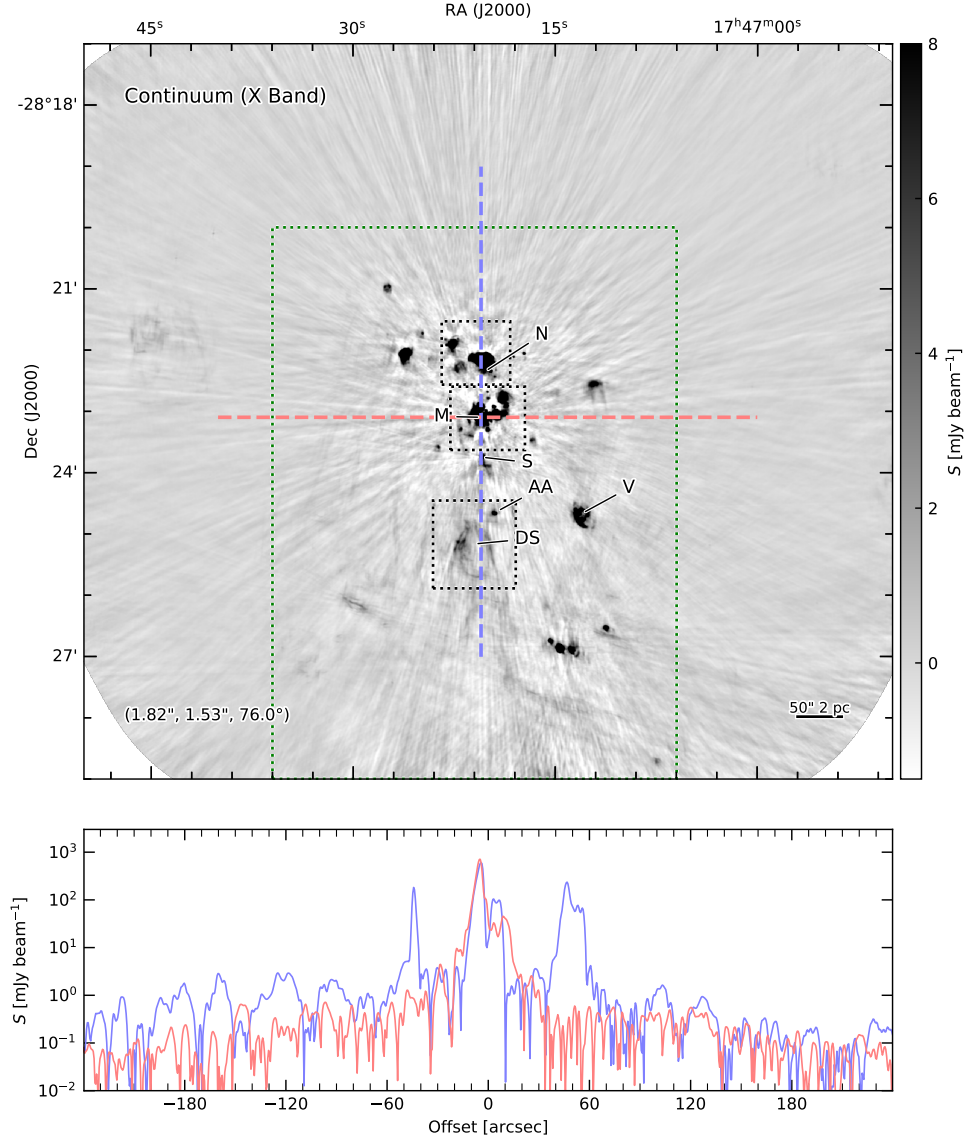 RA (J2000)
45ˢ 30ˢ 15ˢ 17ʰ47ᵐ00ˢ
Continuum (X Band)
-28°18'
21'
24'
27'
Dec (J2000)
N
M
S
AA
V
DS
(1.82", 1.53", 76.0°)
50" 2 pc
8
6
4
2
0
S [mJy beam⁻¹]
10³
10²
10¹
10⁰
10⁻¹
10⁻²
S [mJy beam⁻¹]
−180 −120 −60 0 60 120 180
Offset [arcsec]